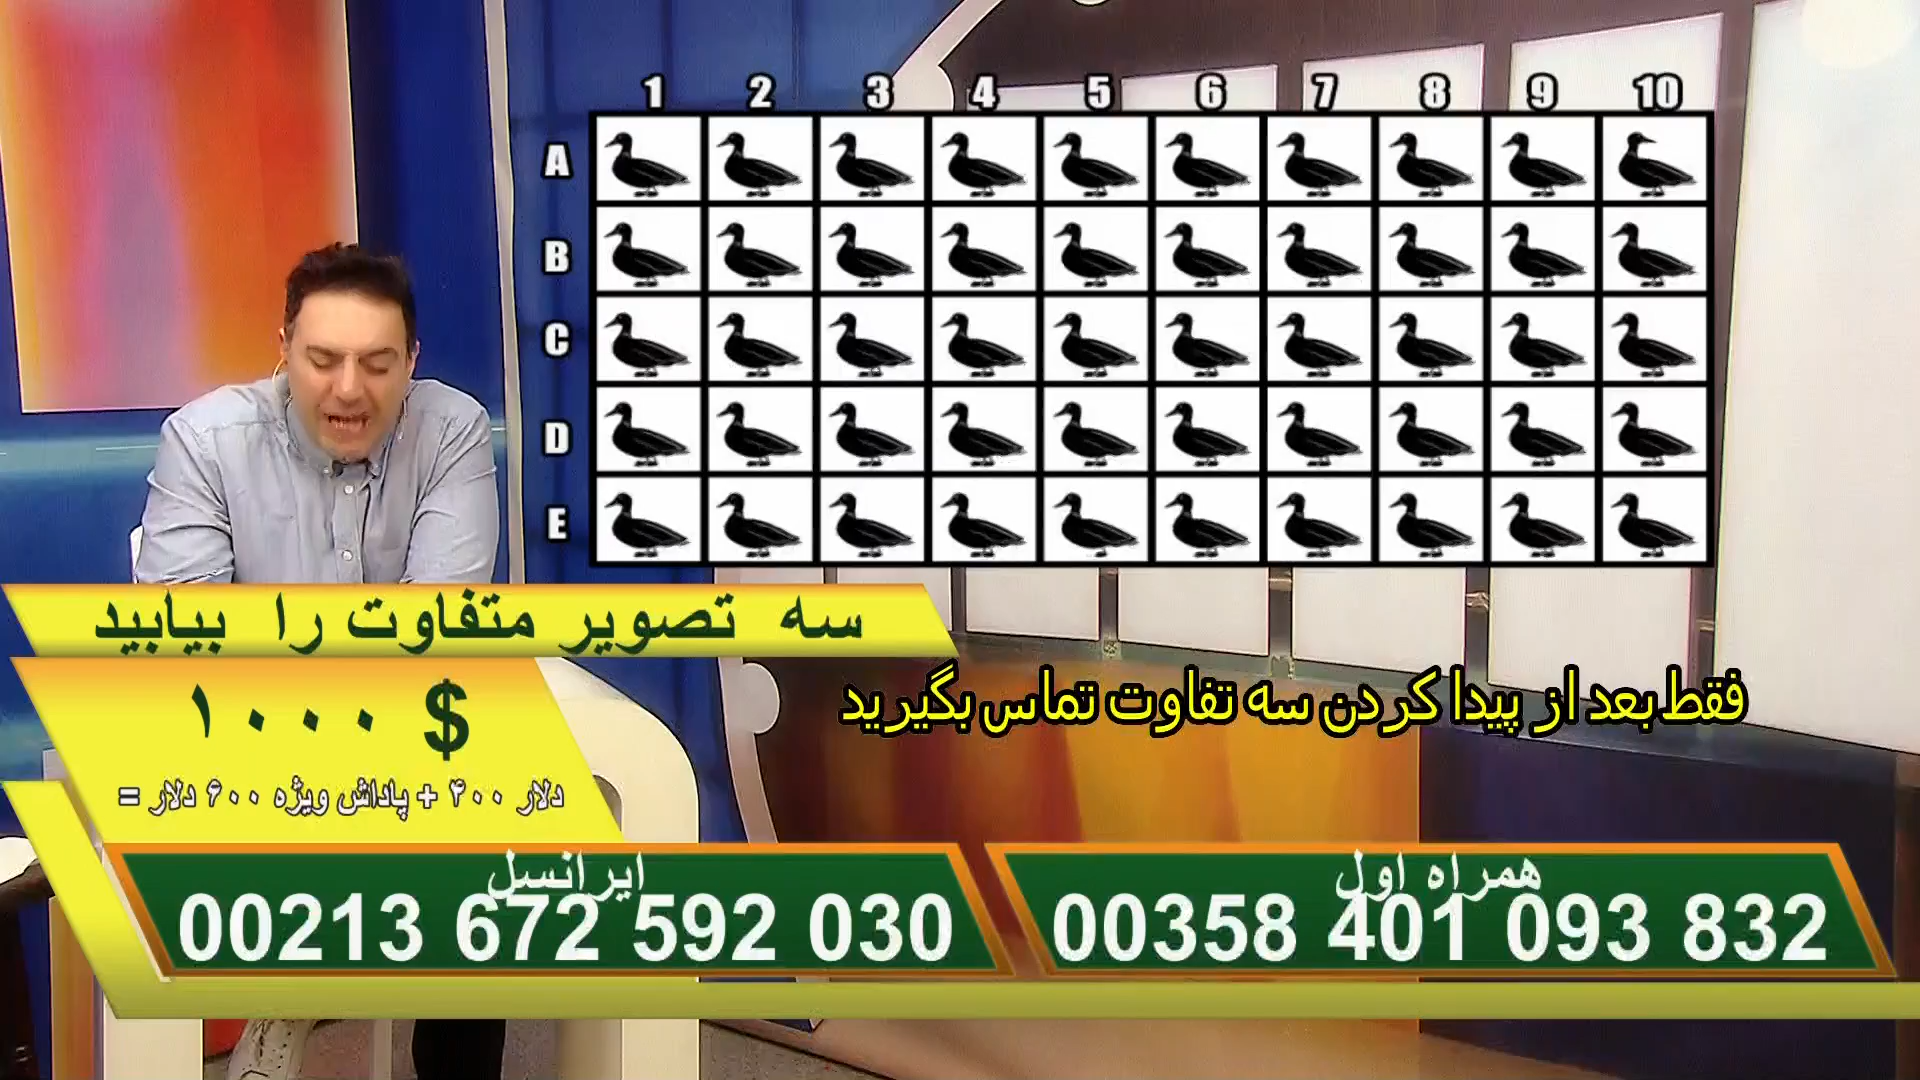 1 2 3 4 5 6 7 8 9 10
A
B
C
D
E
سه تصویر متفاوت را بیابید
۱۰۰۰ $
دلار ۴۰۰ + پاداش ویژه ۶۰۰ دلار =
فقط بعد از پیدا کردن سه تفاوت تماس بگیرید
ایرانسل
00213 672 592 030
همراه اول
00358 401 093 832